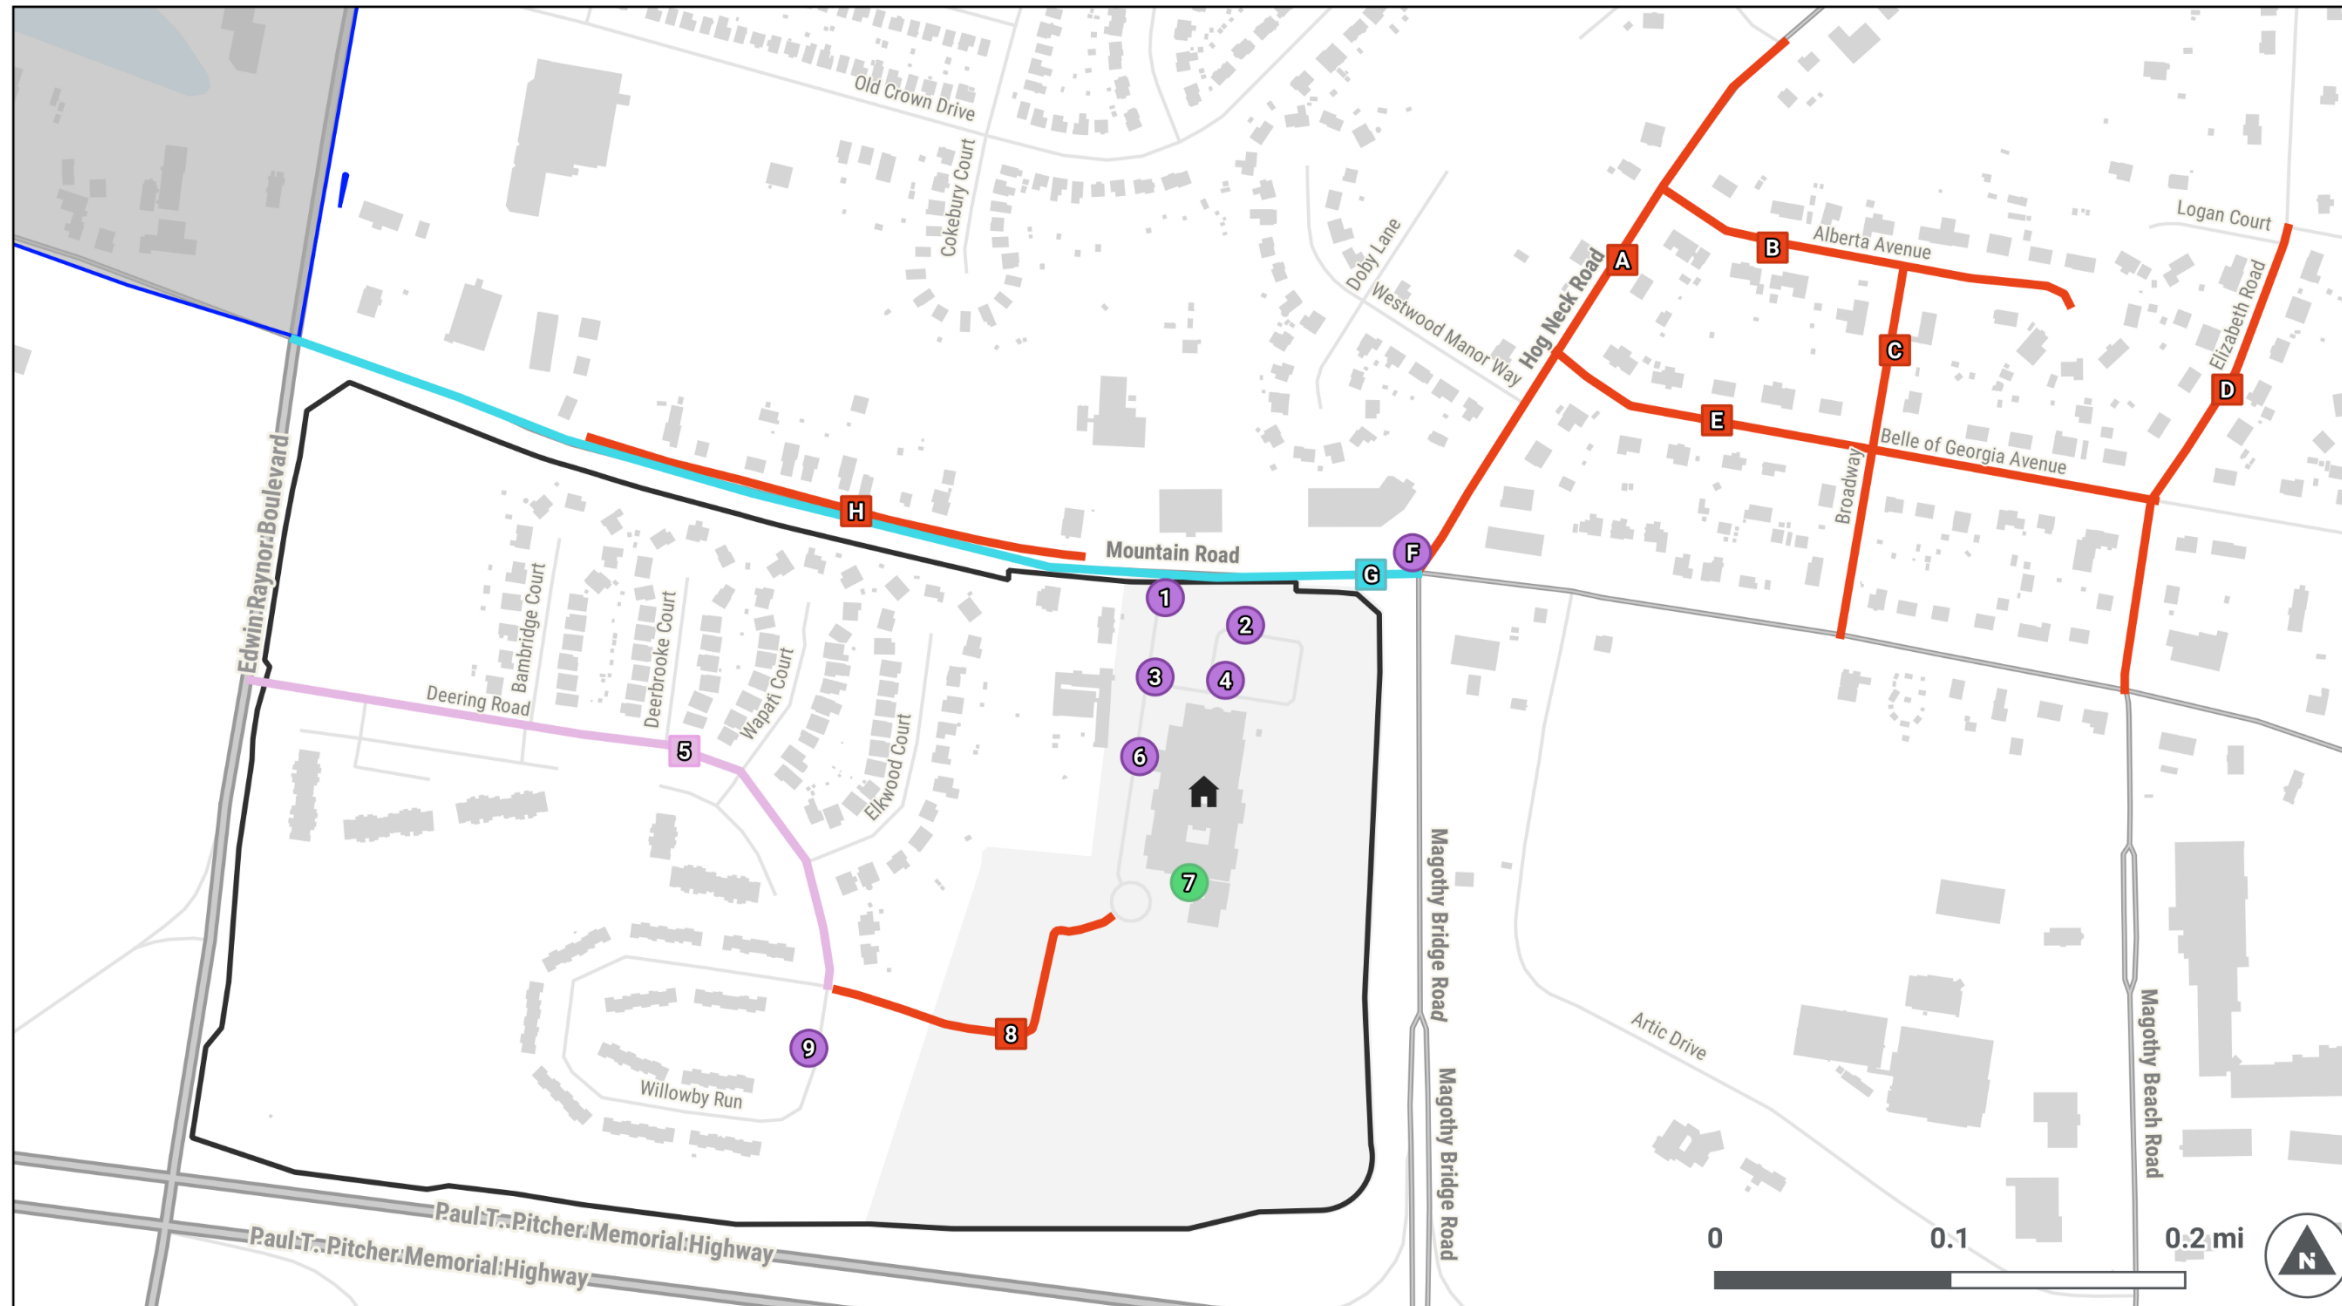 Old Crown Drive
Cokebury Court
Doby Lane
Westwood Manor Way
Hog Neck Road
A
B
Alberta Avenue
Logan Court
Elizabeth Road
C
D
E
Belle of Georgia Avenue
Broadway
Edwin Raynor Boulevard
H
Mountain Road
G
F
1
2
3
4
Bambridge Court
Deerbrooke Court
Wapati Court
Elkwood Court
Deering Road
5
6
7
8
9
Willowby Run
Magothy Bridge Road
Magothy Bridge Road
Artic Drive
Magothy Beach Road
Paul T. Pitcher Memorial Highway
Paul T. Pitcher Memorial Highway
0 0.1 0.2 mi
N